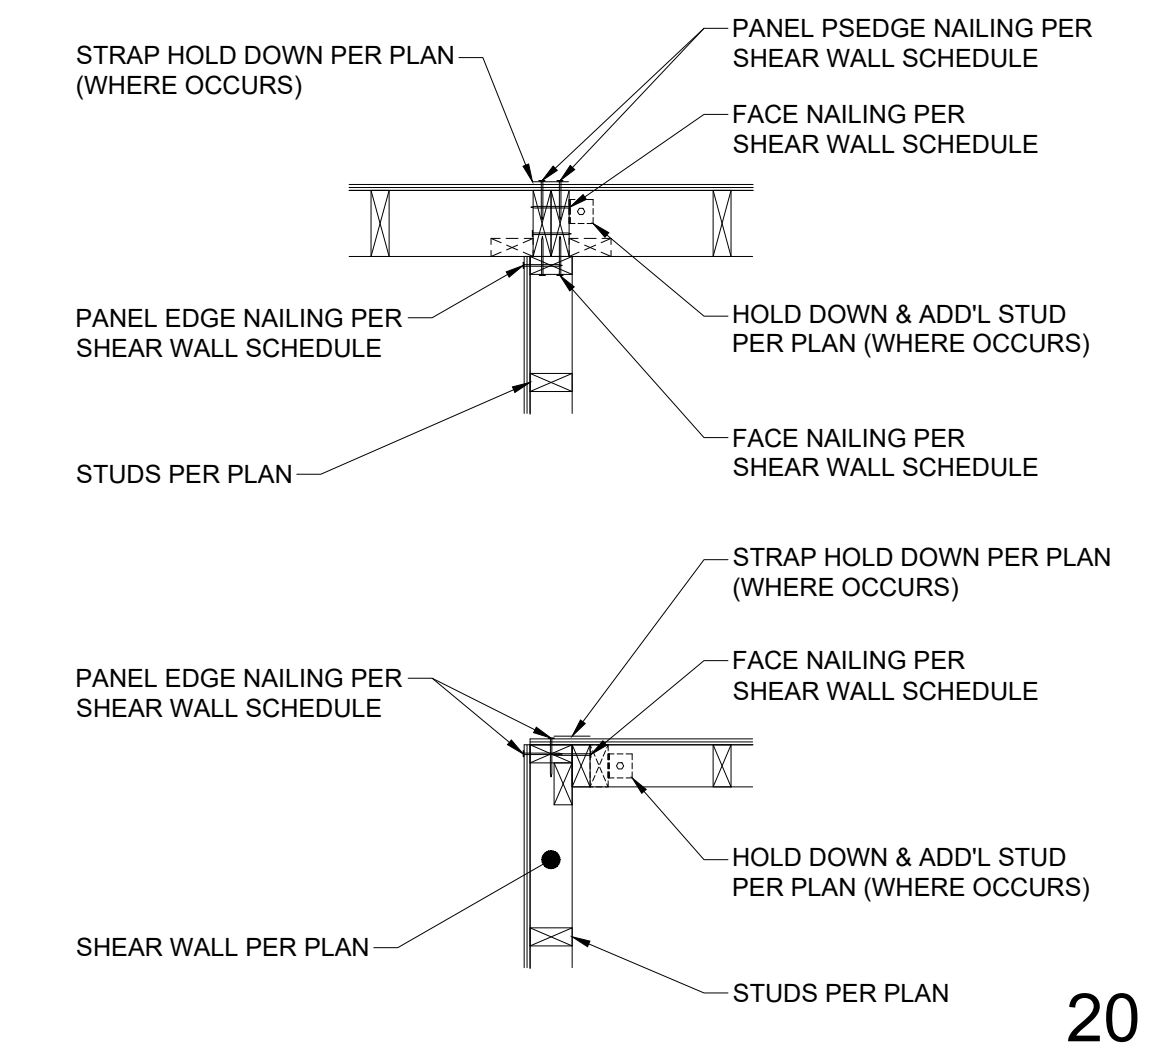 STRAP HOLD DOWN PER PLAN
(WHERE OCCURS)
PANEL PSEDGE NAILING PER
SHEAR WALL SCHEDULE
FACE NAILING PER
SHEAR WALL SCHEDULE
PANEL EDGE NAILING PER
SHEAR WALL SCHEDULE
HOLD DOWN & ADD'L STUD
PER PLAN (WHERE OCCURS)
STUDS PER PLAN
FACE NAILING PER
SHEAR WALL SCHEDULE
STRAP HOLD DOWN PER PLAN
(WHERE OCCURS)
PANEL EDGE NAILING PER
SHEAR WALL SCHEDULE
FACE NAILING PER
SHEAR WALL SCHEDULE
HOLD DOWN & ADD'L STUD
PER PLAN (WHERE OCCURS)
SHEAR WALL PER PLAN
STUDS PER PLAN
20